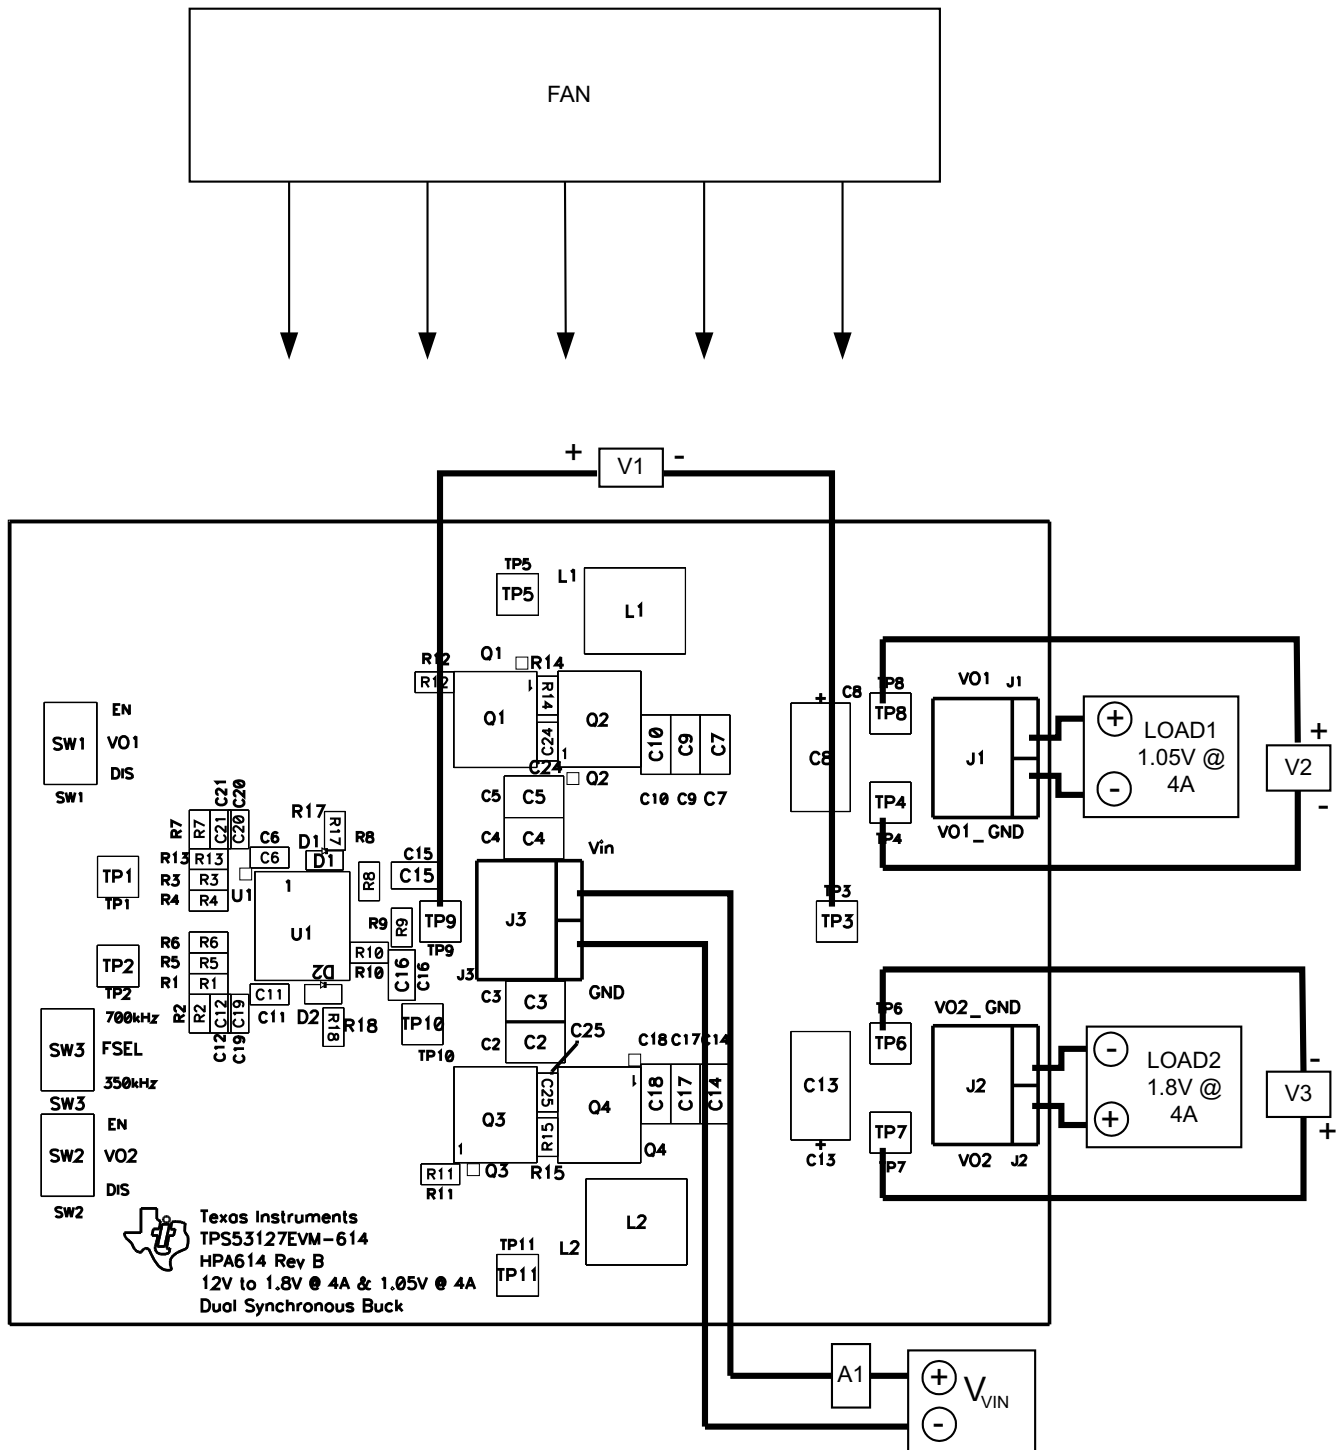 FAN
+ V1 -
TP5
TP5
L1
L1
R12
R12
Q1
R14
Q1
R14
1
Q2
C24
1
C24
Q2
C10
C9
C7
C10 C9 C7
C5
C5
C4
C4
Vin
+
C8
C8
TP8
TP8
TP4
TP4
VO1
J1
J1
VO1_GND
+
-
LOAD1
1.05V @
4A
+
V2
-
EN
SW1
VO1
DIS
SW1
C21
C20
R7
R7
C21
C20
R17
R17
R8
D1
D1
C6
C6
R13
R13
R3
R3
R4
R4
U1
1
U1
R8
C15
C15
TP1
TP1
R9
R9
TP9
TP9
J3
J3
TP3
TP3
R6
R6
R5
R5
R1
R1
R10
R10
C16
C16
TP2
TP2
D2
D2
R2
R2
C12
C19
C12
C19
C11
C11
R18
R18
TP10
TP10
C3
C3
GND
C2
C2
C25
700kHz
SW3
FSEL
350kHz
SW3
C18 C17 C14
C18
C17
C14
Q3
1
Q3
C25
R15
R15
Q4
1
Q4
R11
R11
C13
+
C13
TP6
TP6
TP7
TP7
VO2_GND
J2
VO2
J2
-
+
LOAD2
1.8V @
4A
-
V3
+
EN
SW2
VO2
DIS
SW2
L2
L2
TP11
TP11
Texas Instruments
TPS53127EVM-614
HPA614 Rev B
12V to 1.8V @ 4A & 1.05V @ 4A
Dual Synchronous Buck
A1
+
-
VVIN